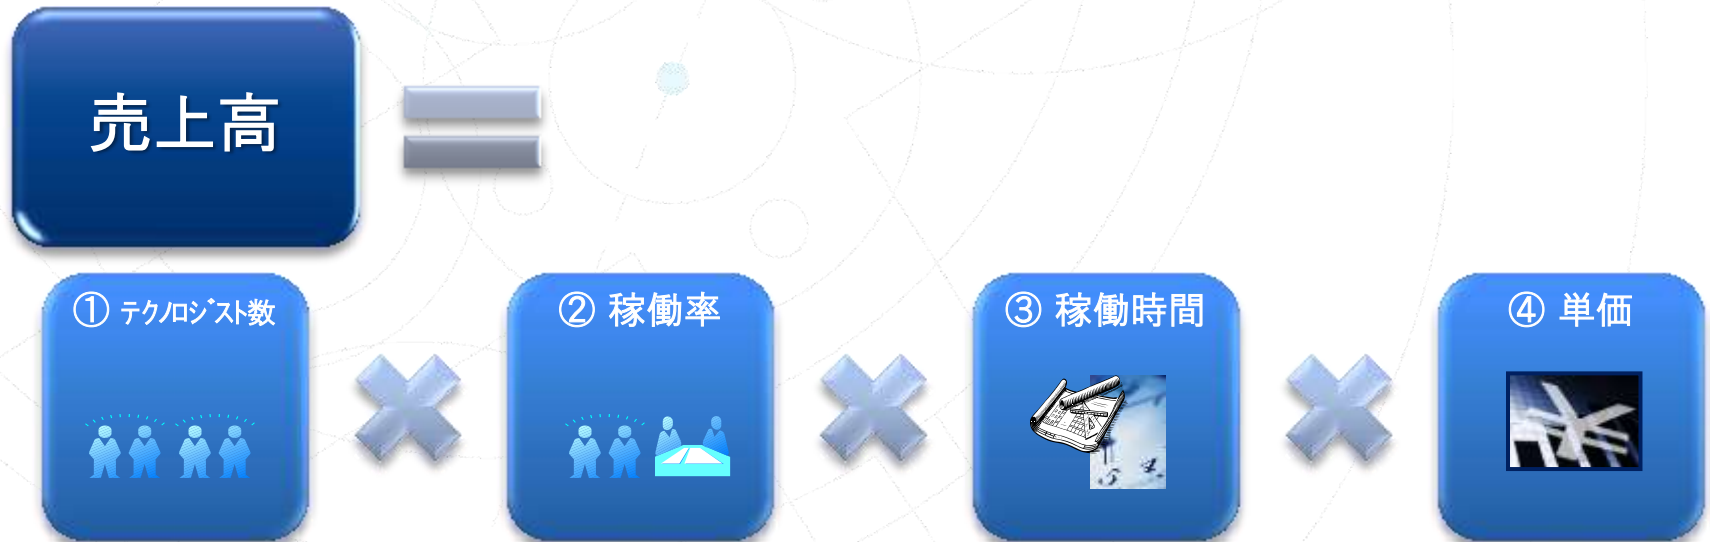 売上高
① テクノロジスト数
② 稼働率
③ 稼働時間
④ 単価